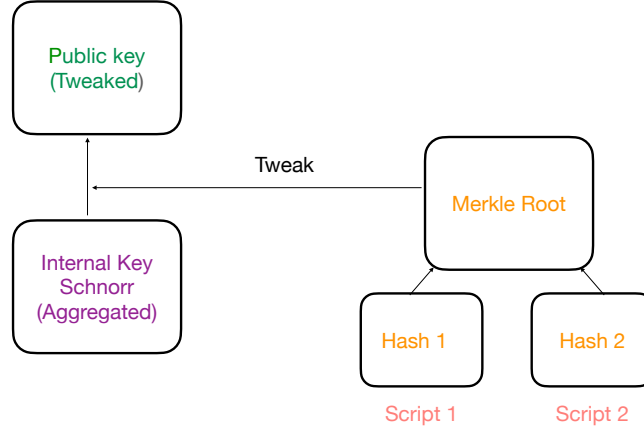 Public key
(Tweaked)
Tweak
Merkle Root
Internal Key
Schnorr
(Aggregated)
Hash 1
Hash 2
Script 1
Script 2